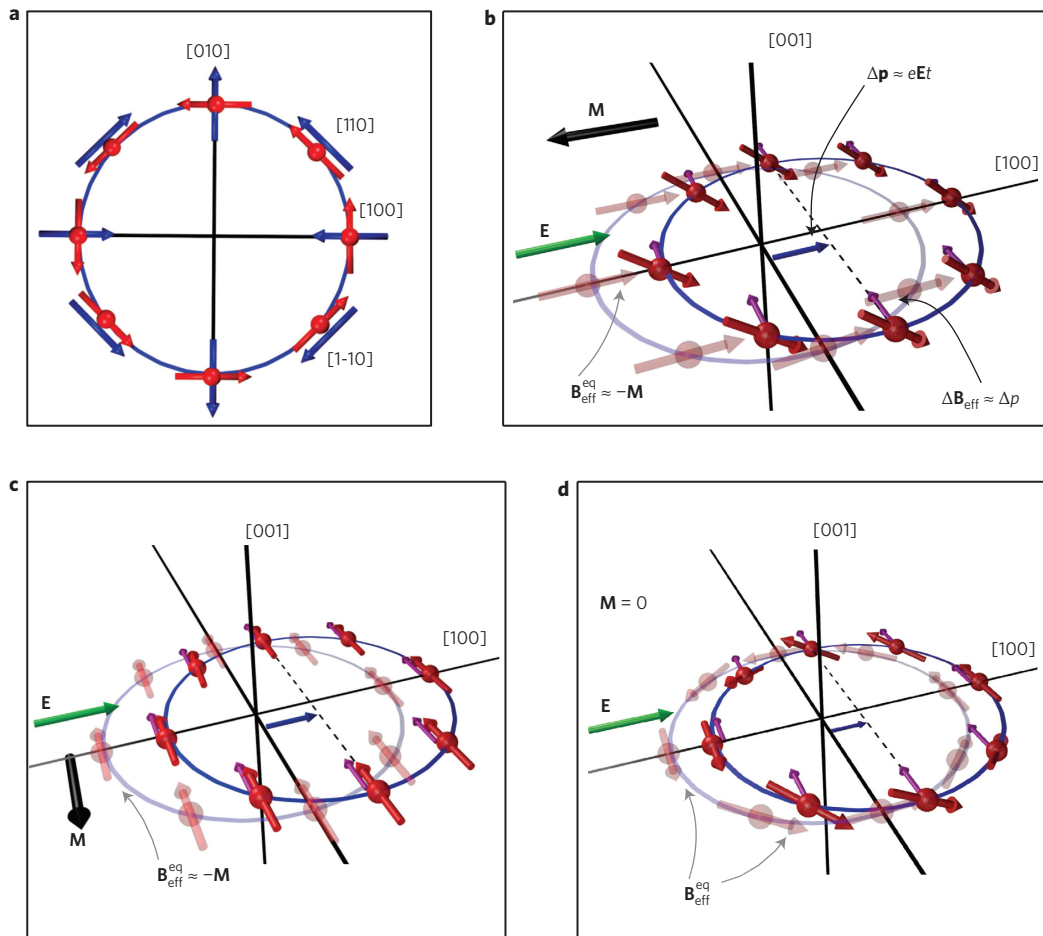 a
[010]
[110]
[100]
[1-10]
b
[001]
Δp ≈ eEt
M
[100]
E
B_eff^eq ≈ −M
ΔB_eff ≈ Δp
c
[001]
[100]
E
M
B_eff^eq ≈ −M
d
[001]
M = 0
[100]
E
B_eff^eq